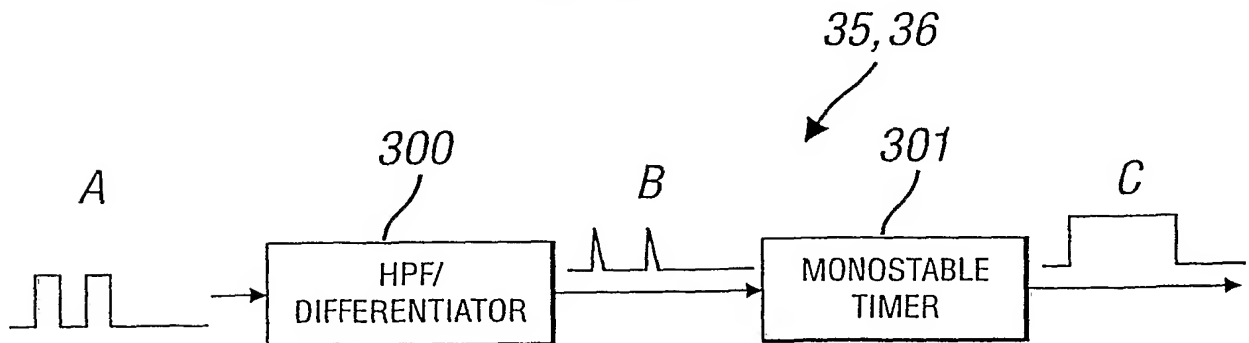 35, 36
300
301
A
B
C
HPF/
DIFFERENTIATOR
MONOSTABLE
TIMER